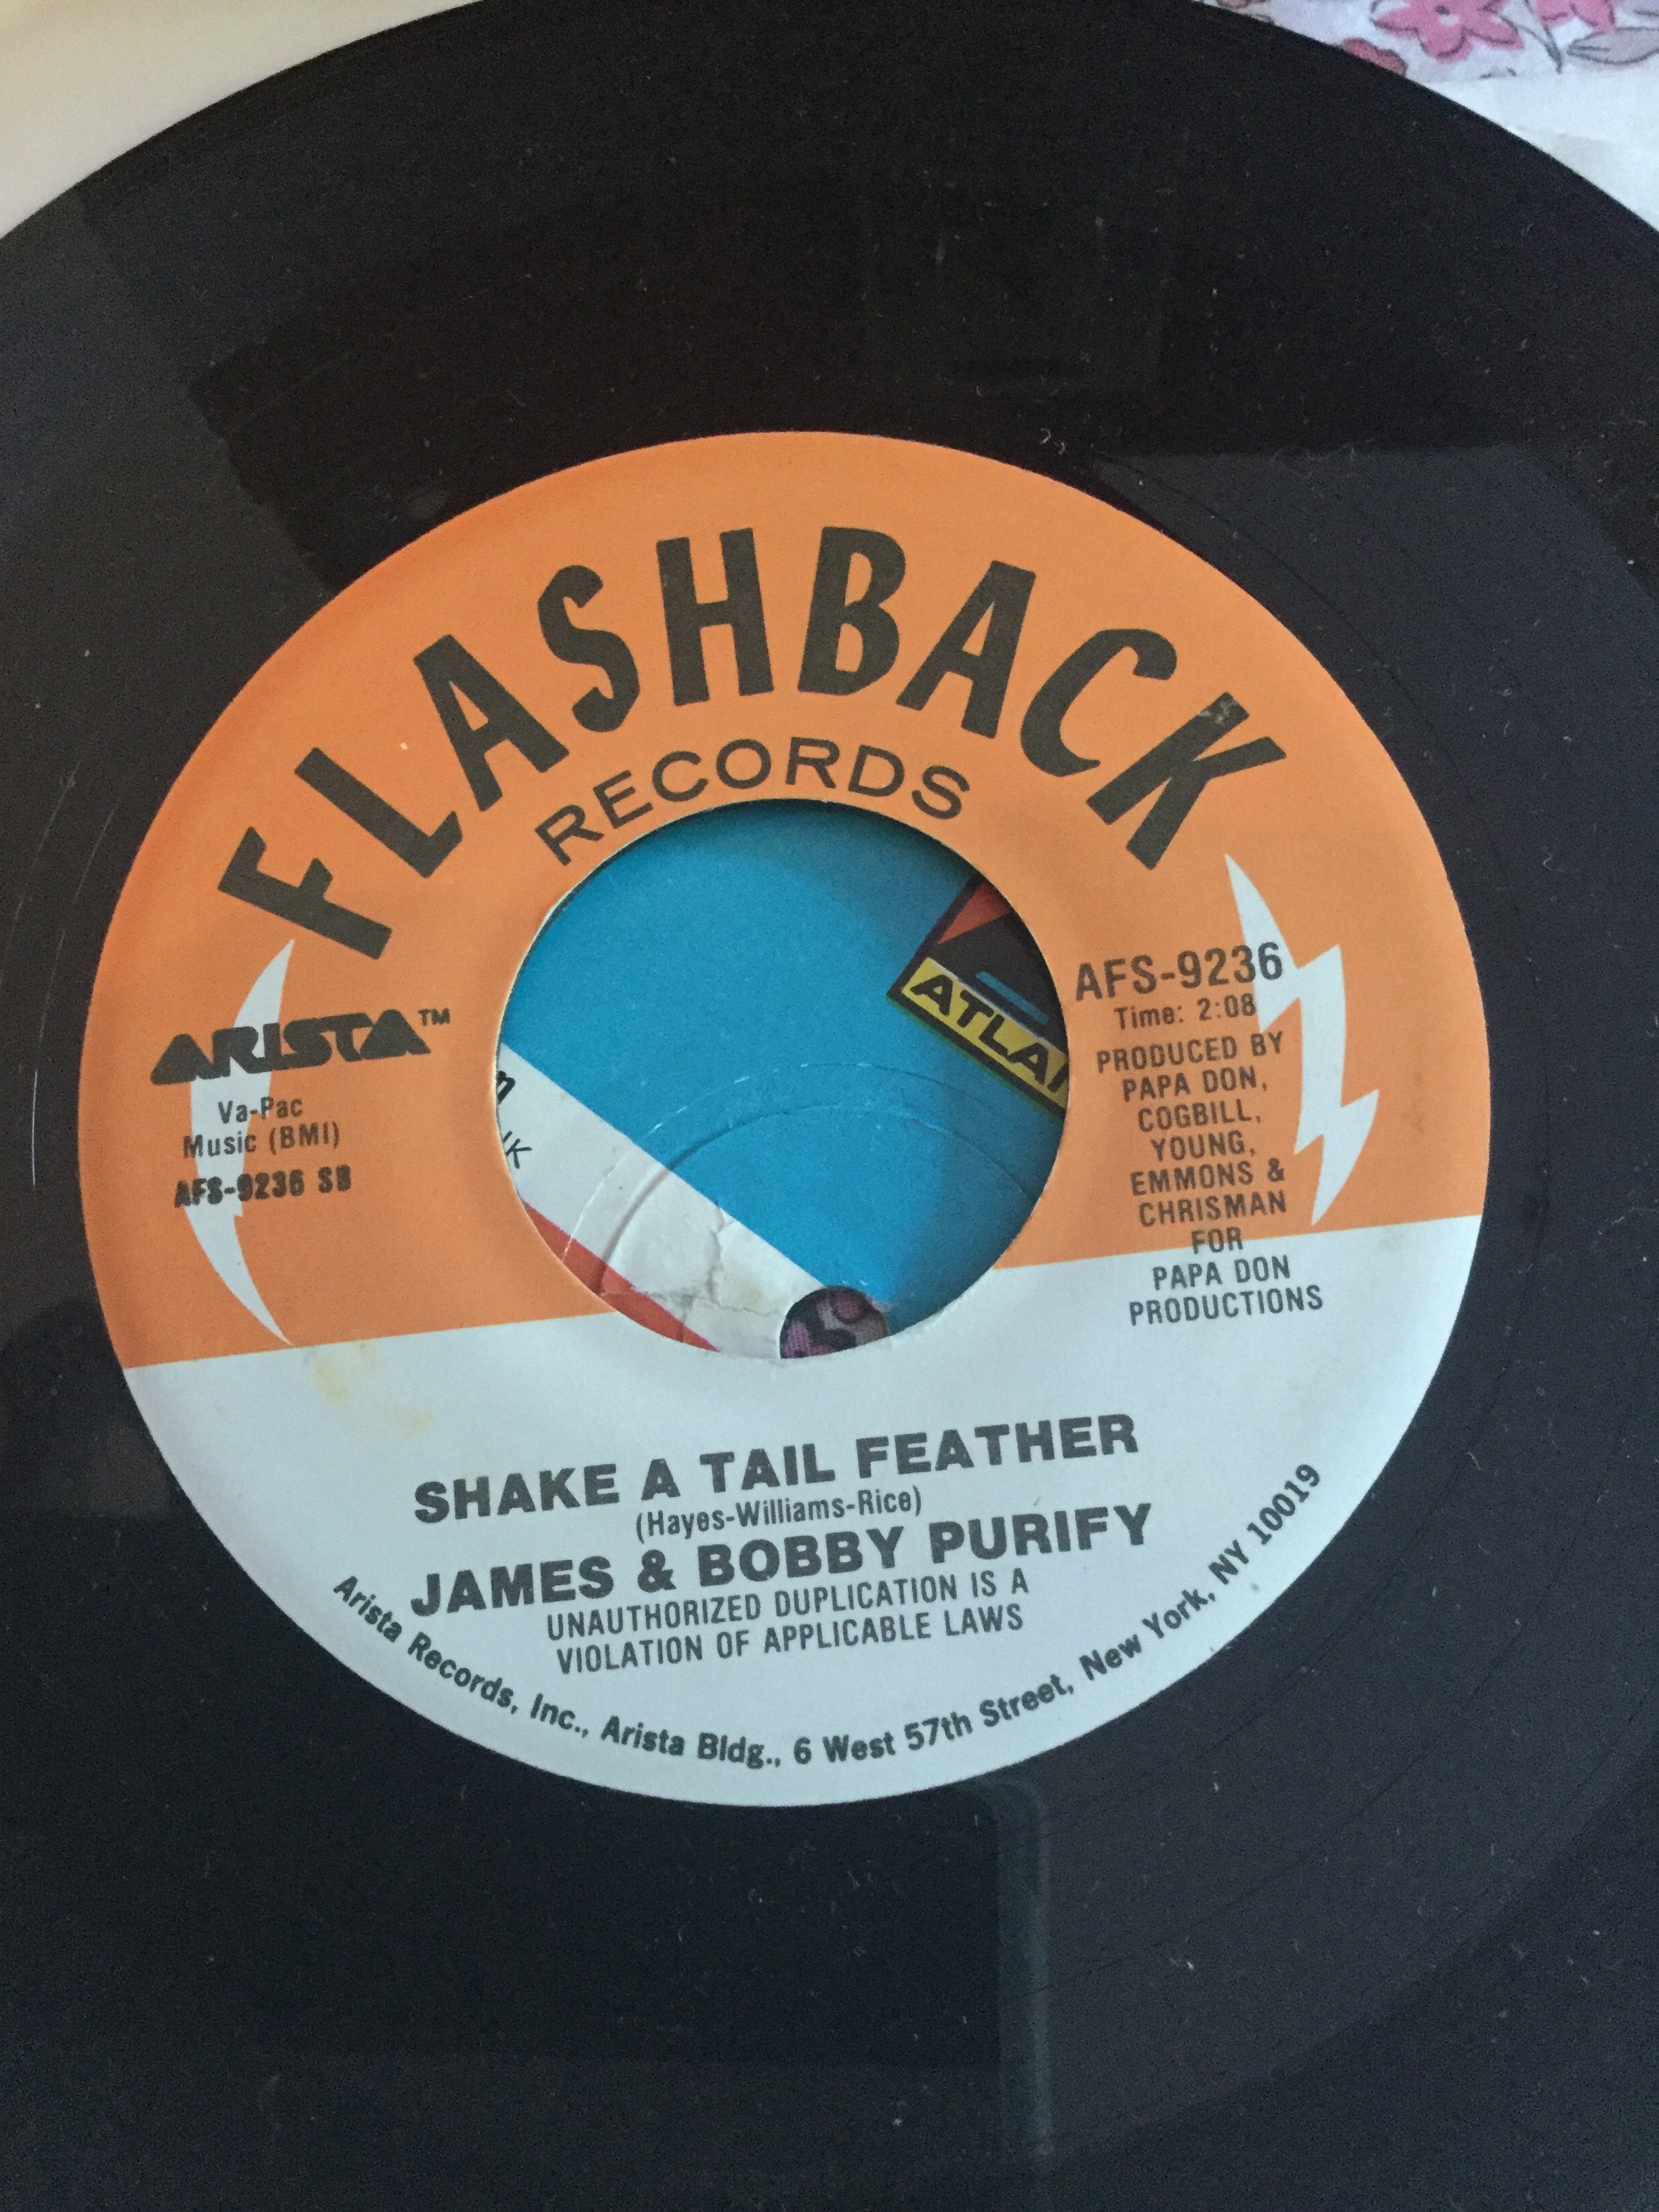 FLASHBACK
RECORDS
ARISTA™
Va-Pac
Music (BMI)
AFS-9236 SB
AFS-9236
Time: 2:08
PRODUCED BY
PAPA DON,
COGBILL,
YOUNG,
EMMONS &
CHRISMAN
FOR
PAPA DON
PRODUCTIONS
ATLA
SHAKE A TAIL FEATHER
(Hayes-Williams-Rice)
JAMES & BOBBY PURIFY
UNAUTHORIZED DUPLICATION IS A
VIOLATION OF APPLICABLE LAWS
Arista Records, Inc., Arista Bldg., 6 West 57th Street, New York, NY 10019